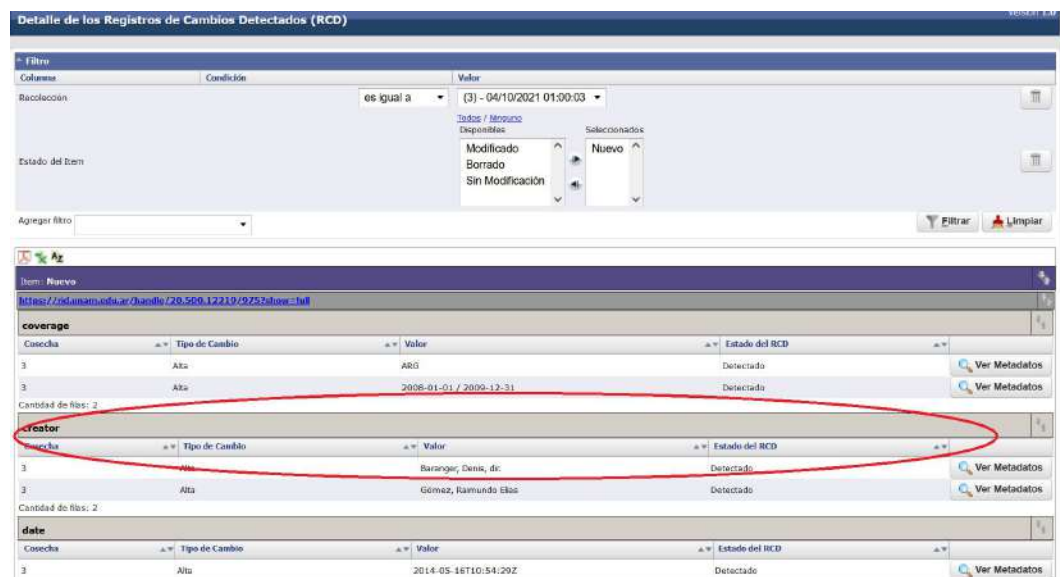 Detalle de los Registros de Cambios Detectados (RCD)
Versión 1.0
Filtro
Columna Condición Valor
Recolección es igual a (3) - 04/10/2021 01:00:03
Todos / Ninguno
Disponibles Seleccionados
Estado del Item Modificado Nuevo
Borrado
Sin Modificación
Agregar filtro Filtrar Limpiar
Item: Nuevo
https://rid.unam.edu.ar/handle/20.500.12219/975?show=full
coverage
Cosecha Tipo de Cambio Valor Estado del RCD
3 Alta ARG Detectado Ver Metadatos
3 Alta 2008-01-01 / 2009-12-31 Detectado Ver Metadatos
Cantidad de filas: 2
creator
Cosecha Tipo de Cambio Valor Estado del RCD
3 Alta Baranger, Denis, dir. Detectado Ver Metadatos
3 Alta Gómez, Raimundo Elías Detectado Ver Metadatos
Cantidad de filas: 2
date
Cosecha Tipo de Cambio Valor Estado del RCD
3 Alta 2014-05-16T10:54:29Z Detectado Ver Metadatos